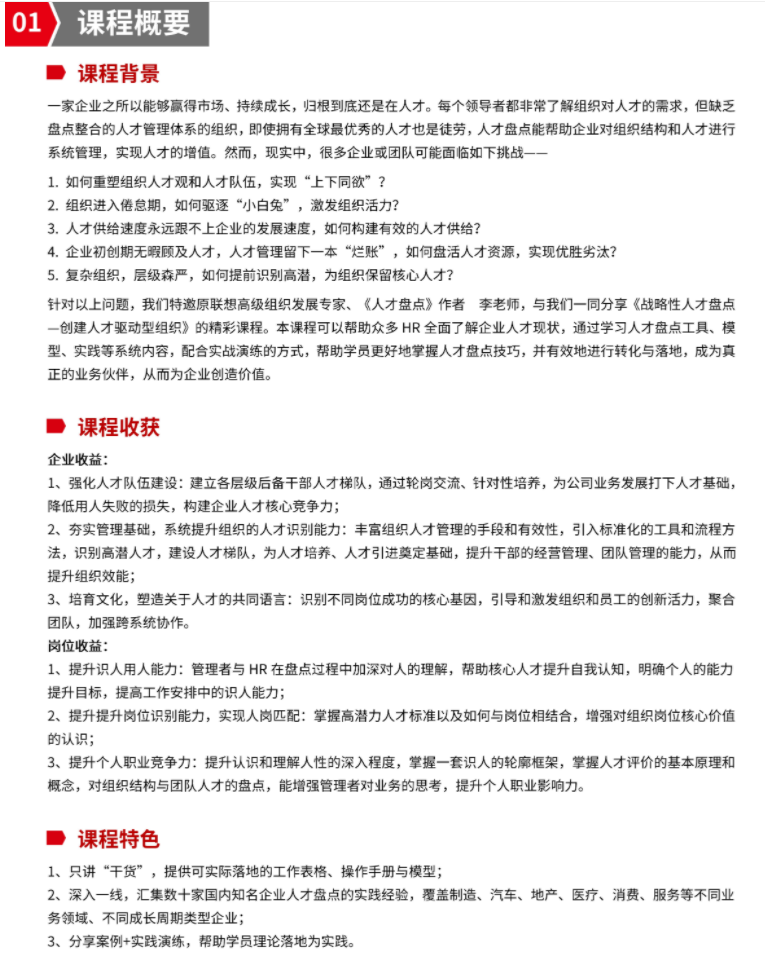 01 课程概要
课程背景
一家企业之所以能够赢得市场、持续成长，归根到底还是在人才。每个领导者都非常了解组织对人才的需求，但缺乏
盘点整合的人才管理体系的组织，即使拥有全球最优秀的人才也是徒劳，人才盘点能帮助企业对组织结构和人才进行
系统管理，实现人才的增值。然而，现实中，很多企业或团队可能面临如下挑战——
1. 如何重塑组织人才观和人才队伍，实现“上下同欲”？
2. 组织进入倦怠期，如何驱逐“小白兔”，激发组织活力？
3. 人才供给速度永远跟不上企业的发展速度，如何构建有效的人才供给？
4. 企业初创期无暇顾及人才，人才管理留下一本“烂账”，如何盘活人才资源，实现优胜劣汰？
5. 复杂组织，层级森严，如何提前识别高潜，为组织保留核心人才？
针对以上问题，我们特邀原联想高级组织发展专家、《人才盘点》作者　李老师，与我们一同分享《战略性人才盘点
—创建人才驱动型组织》的精彩课程。本课程可以帮助众多 HR 全面了解企业人才现状，通过学习人才盘点工具、模
型、实践等系统内容，配合实战演练的方式，帮助学员更好地掌握人才盘点技巧，并有效地进行转化与落地，成为真
正的业务伙伴，从而为企业创造价值。
课程收获
企业收益：
1、强化人才队伍建设：建立各层级后备干部人才梯队，通过轮岗交流、针对性培养，为公司业务发展打下人才基础，
降低用人失败的损失，构建企业人才核心竞争力；
2、夯实管理基础，系统提升组织的人才识别能力：丰富组织人才管理的手段和有效性，引入标准化的工具和流程方
法，识别高潜人才，建设人才梯队，为人才培养、人才引进奠定基础，提升干部的经营管理、团队管理的能力，从而
提升组织效能；
3、培育文化，塑造关于人才的共同语言：识别不同岗位成功的核心基因，引导和激发组织和员工的创新活力，聚合
团队，加强跨系统协作。
岗位收益：
1、提升识人用人能力：管理者与 HR 在盘点过程中加深对人的理解，帮助核心人才提升自我认知，明确个人的能力
提升目标，提高工作安排中的识人能力；
2、提升提升岗位识别能力，实现人岗匹配：掌握高潜力人才标准以及如何与岗位相结合，增强对组织岗位核心价值
的认识；
3、提升个人职业竞争力：提升认识和理解人性的深入程度，掌握一套识人的轮廓框架，掌握人才评价的基本原理和
概念，对组织结构与团队人才的盘点，能增强管理者对业务的思考，提升个人职业影响力。
课程特色
1、只讲“干货”，提供可实际落地的工作表格、操作手册与模型；
2、深入一线，汇集数十家国内知名企业人才盘点的实践经验，覆盖制造、汽车、地产、医疗、消费、服务等不同业
务领域、不同成长周期类型企业；
3、分享案例+实践演练，帮助学员理论落地为实践。